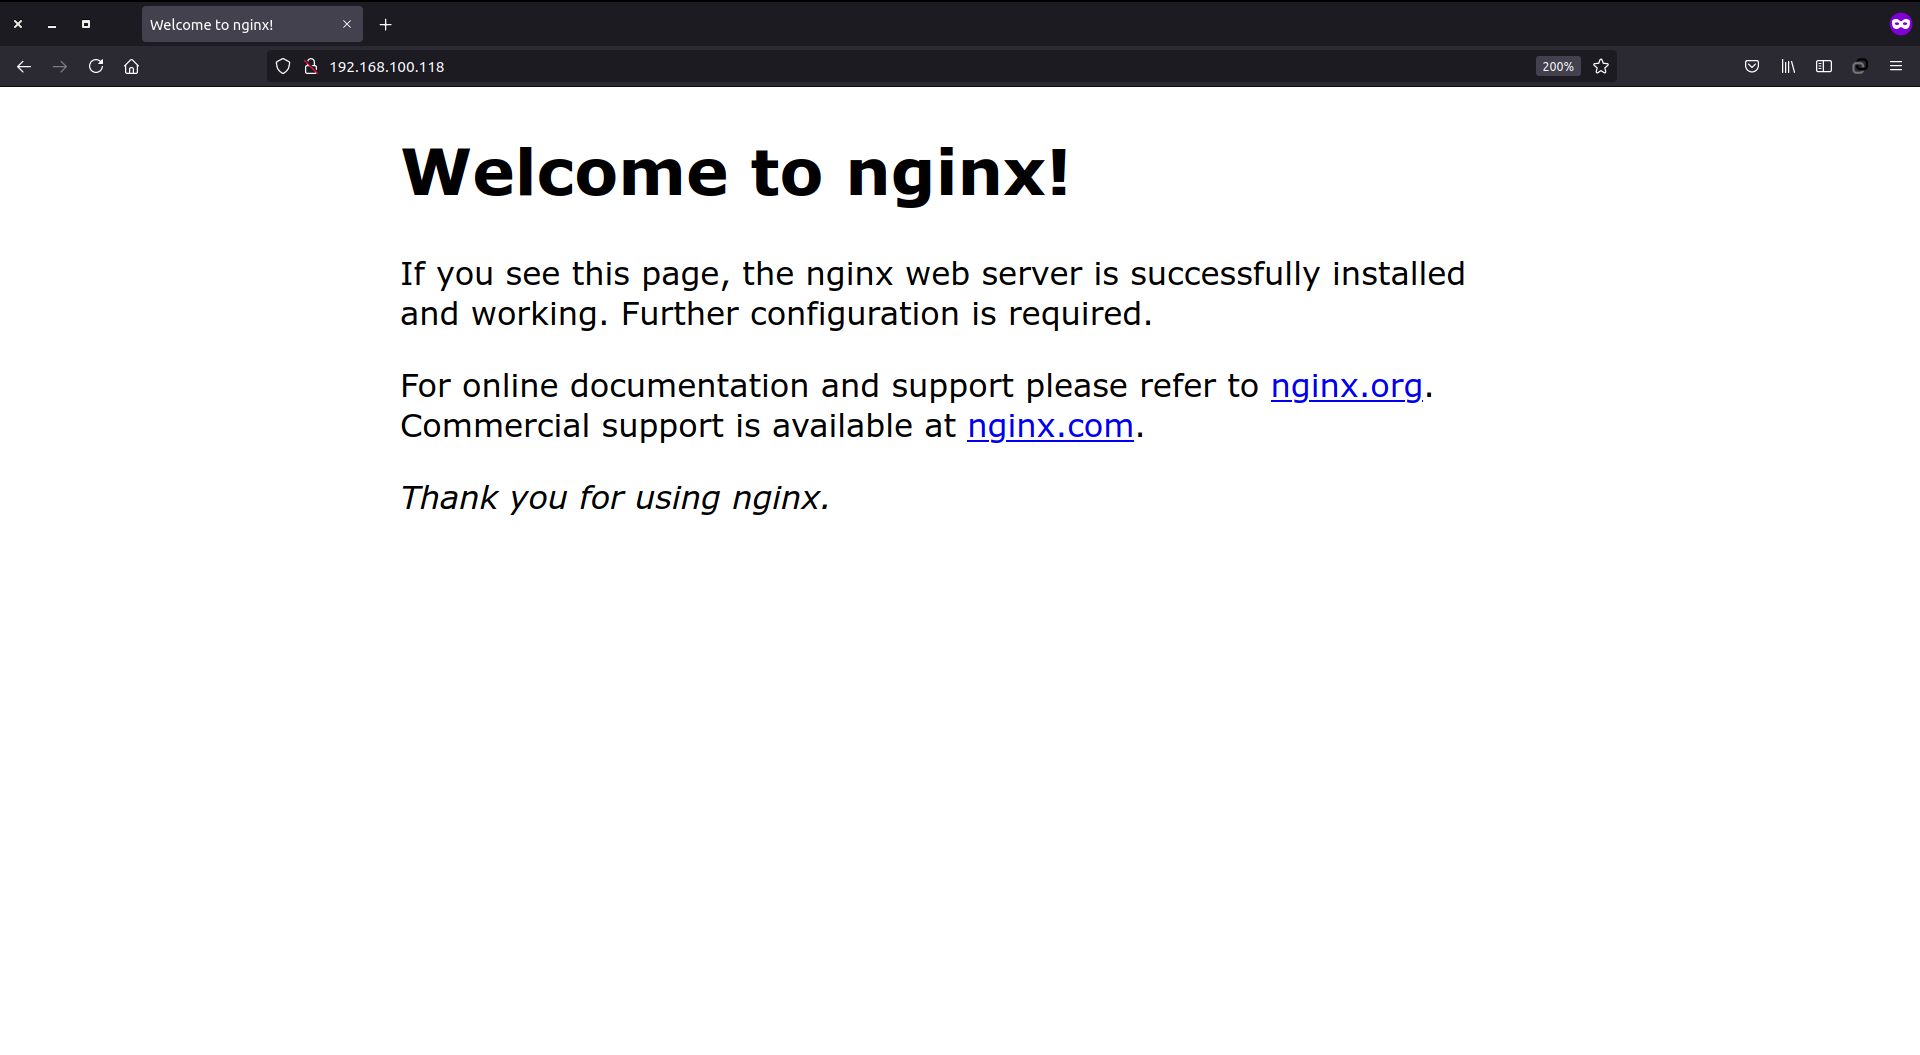 Welcome to nginx!
192.168.100.118
200%
Welcome to nginx!
If you see this page, the nginx web server is successfully installed
and working. Further configuration is required.
For online documentation and support please refer to nginx.org.
Commercial support is available at nginx.com.
Thank you for using nginx.